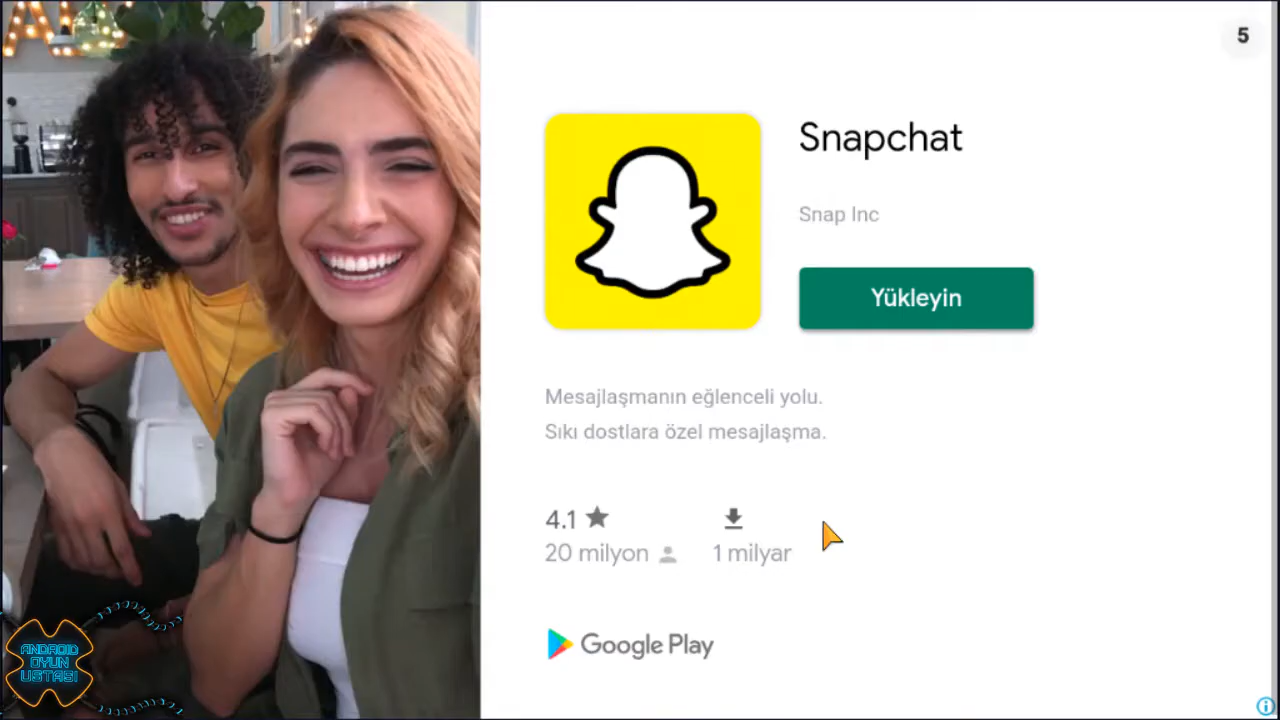 5
Snapchat
Snap Inc
Yükleyin
Mesajlaşmanın eğlenceli yolu.
Sıkı dostlara özel mesajlaşma.
4.1
20 milyon
1 milyar
Google Play
ANDROID
OYUN
USTASI